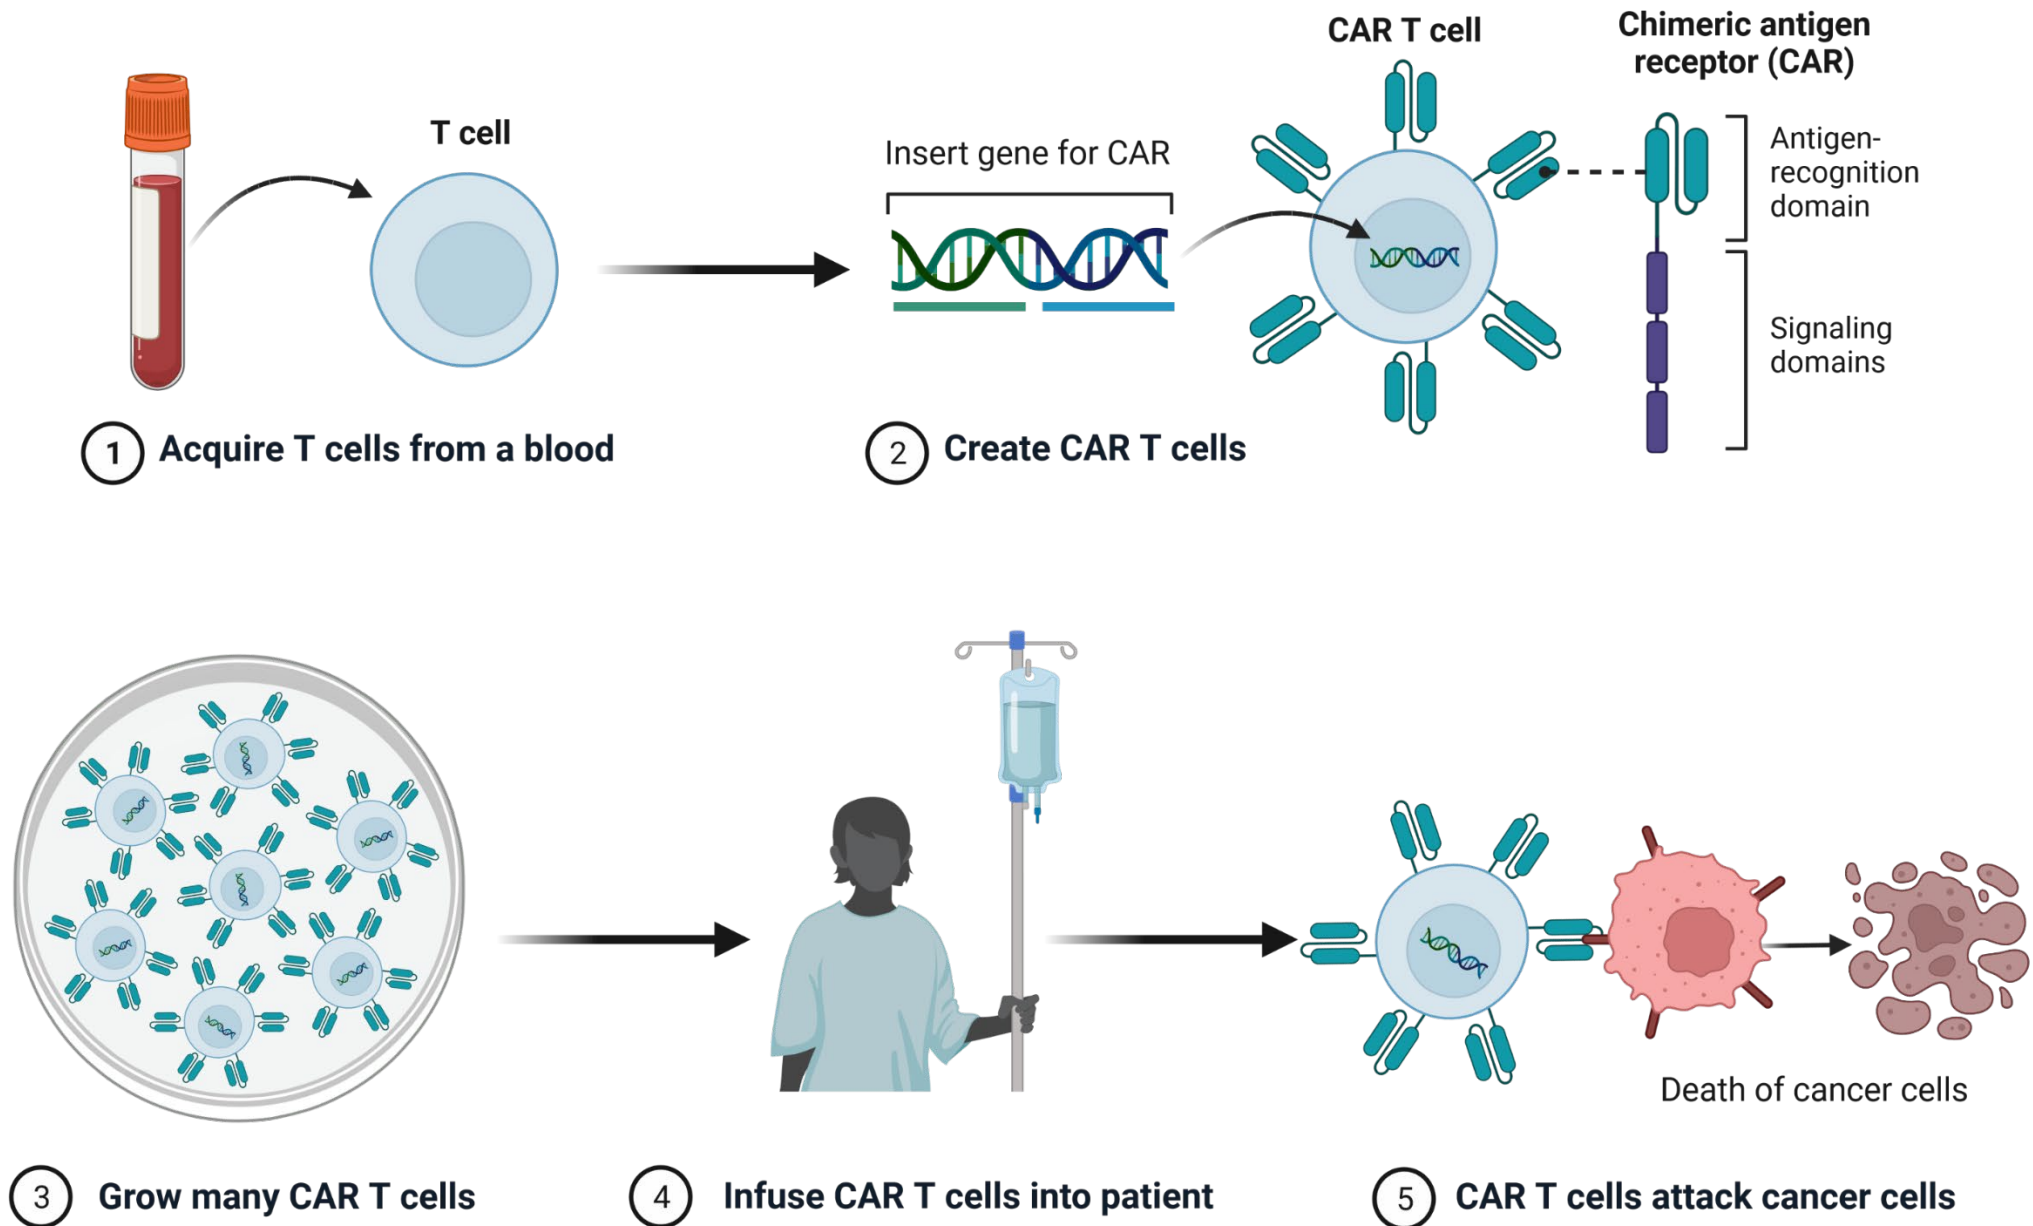 CAR T cell
Chimeric antigen
receptor (CAR)
T cell
Insert gene for CAR
Antigen-
recognition
domain
Signaling
domains
1 Acquire T cells from a blood
2 Create CAR T cells
Death of cancer cells
3 Grow many CAR T cells
4 Infuse CAR T cells into patient
5 CAR T cells attack cancer cells